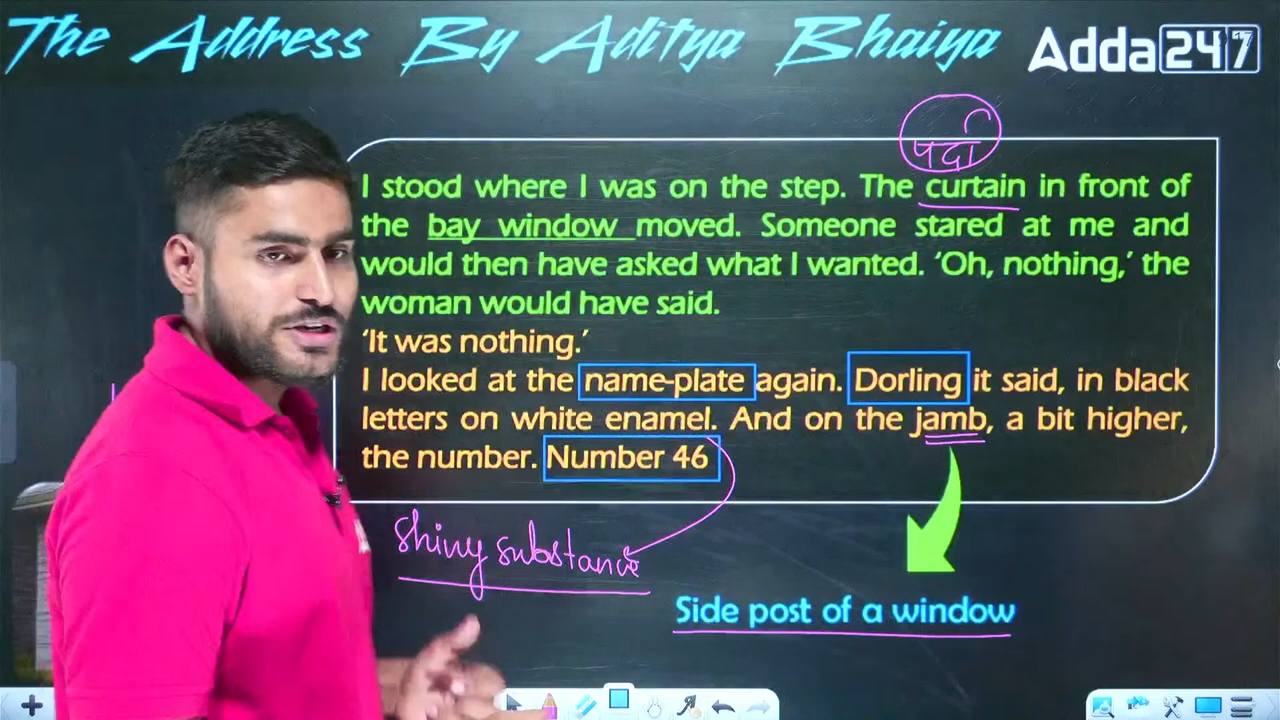 The Address By Aditya Bhaiya
Adda247
पर्दा
I stood where I was on the step. The curtain in front of
the bay window moved. Someone stared at me and
would then have asked what I wanted. ‘Oh, nothing,’ the
woman would have said.
‘It was nothing.’
I looked at the name-plate again. Dorling it said, in black
letters on white enamel. And on the jamb, a bit higher,
the number. Number 46
shiny substance
Side post of a window